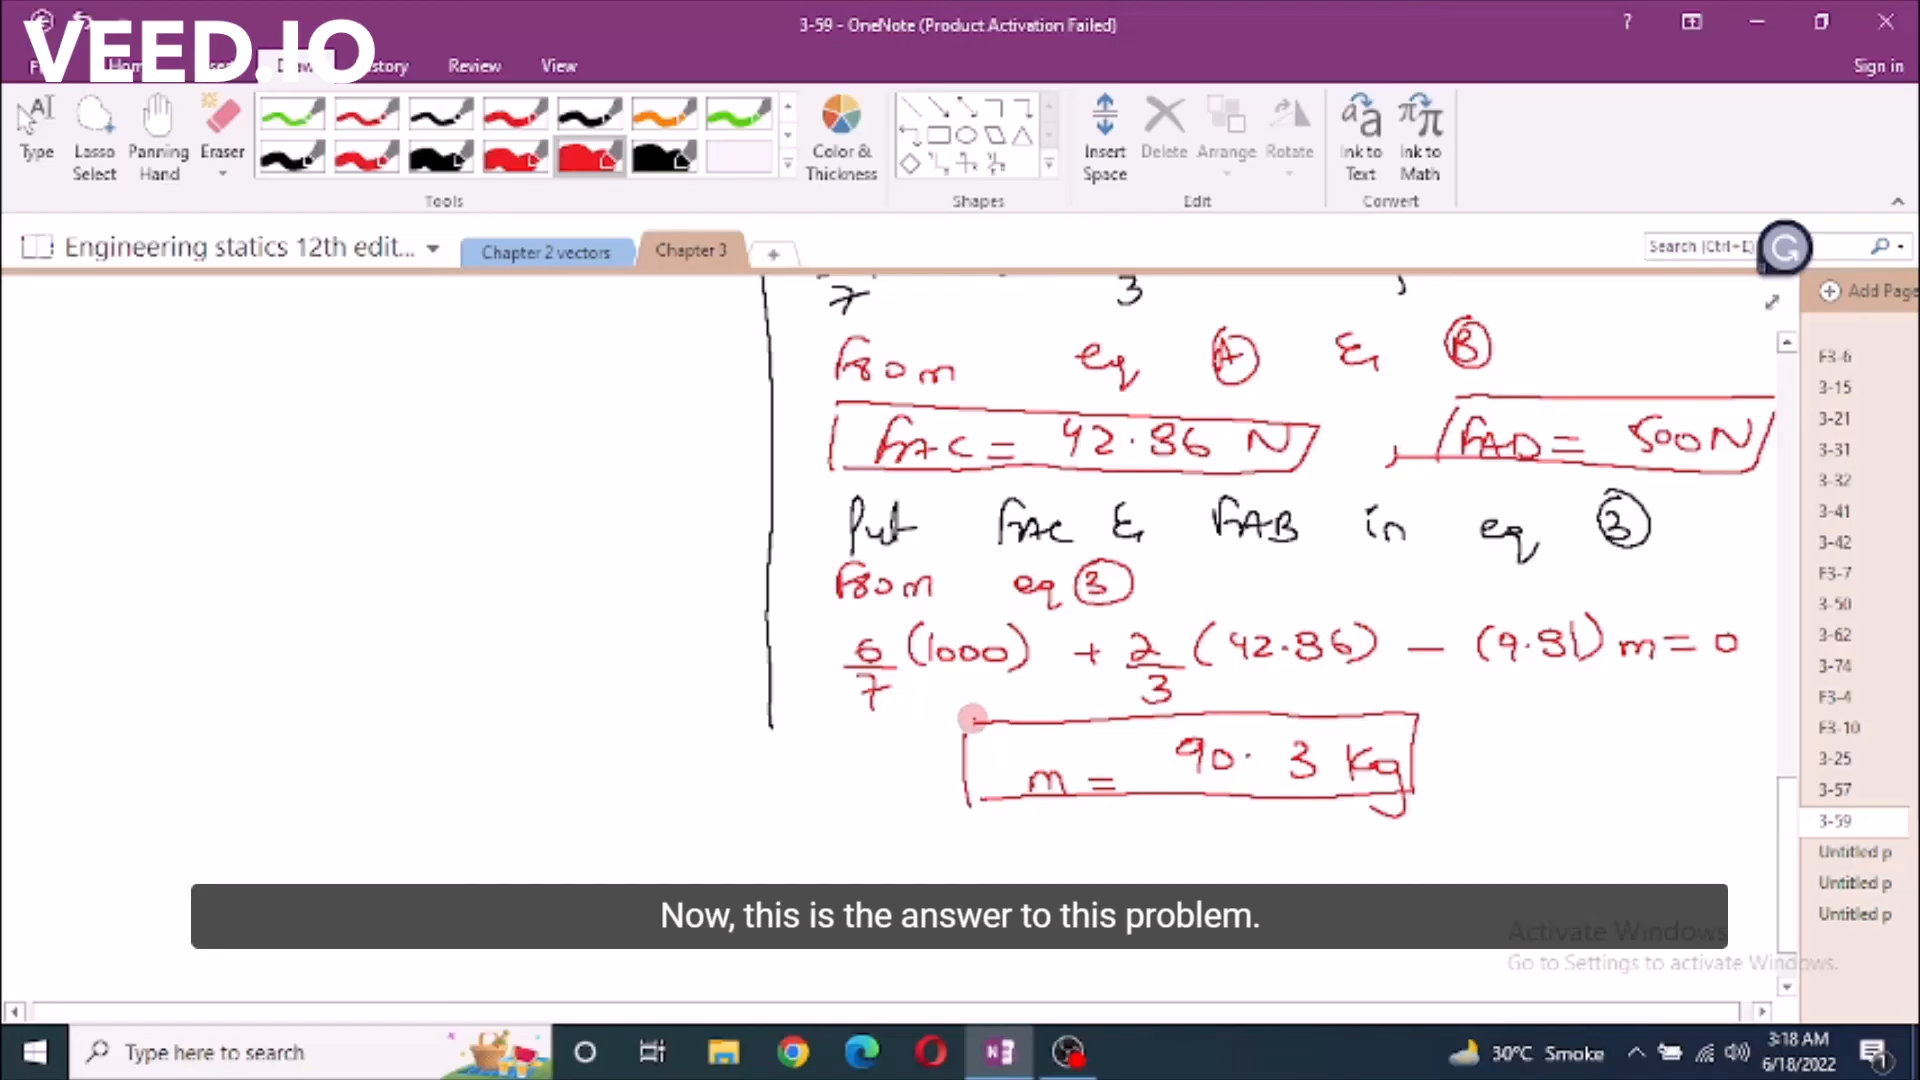 VEED.IO
3-59 - OneNote (Product Activation Failed)
Review
View
Sign in
Type
Lasso Select
Panning Hand
Eraser
Color & Thickness
Insert Space
Delete
Arrange
Rotate
Ink to Text
Ink to Math
Tools
Shapes
Edit
Convert
Engineering statics 12th edit...
Chapter 2 vectors
Chapter 3
Search (Ctrl+E)
Add Page
7 3 ,
From eq A & B
FAC = 42.86 N , FAD = 500N
Put FAC & FAB in eq 3
From eq 3
6/7 (1000) + 2/3 (42.86) - (9.81) m = 0
m = 90.3 Kg
F3-6
3-15
3-21
3-31
3-32
3-41
3-42
F3-7
3-50
3-62
3-74
F3-4
F3-10
3-25
3-57
3-59
Untitled p
Untitled p
Untitled p
Now, this is the answer to this problem.
Activate Windows
Go to Settings to activate Windows.
Type here to search
30°C Smoke
3:18 AM
6/18/2022
1